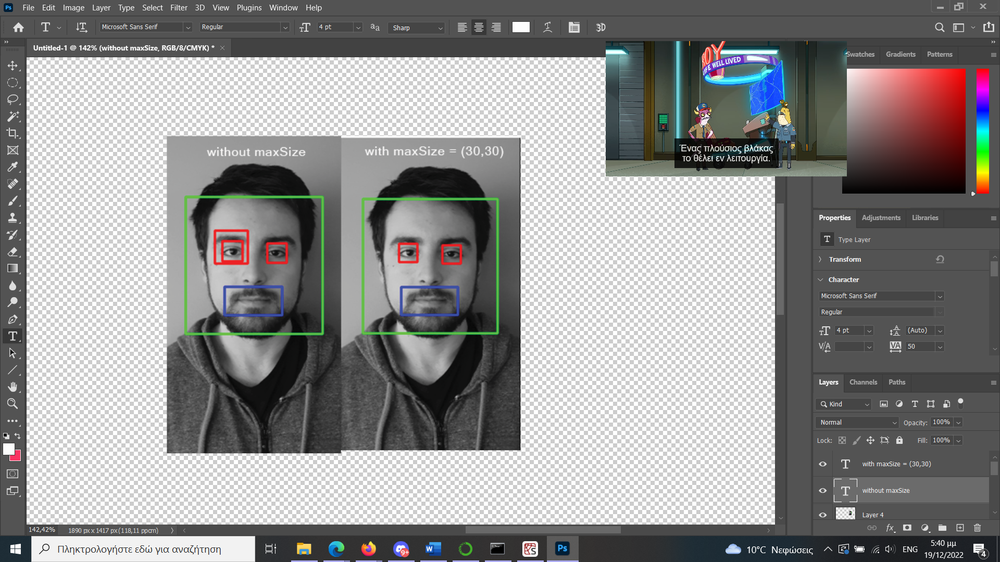 Ps File Edit Image Layer Type Select Filter 3D View Plugins Window Help
Microsoft Sans Serif Regular 4 pt Sharp 3D
Untitled-1 @ 142% (without maxSize, RGB/8/CMYK) *
Swatches Gradients Patterns
ROY
LIFE WELL LIVED
Ένας πλούσιος βλάκας
το θέλει εν λειτουργία.
without maxSize
with maxSize = (30,30)
Properties Adjustments Libraries
T Type Layer
Transform
Character
Microsoft Sans Serif
Regular
4 pt (Auto)
V/A VA 50
Layers Channels Paths
Kind
Normal Opacity: 100%
Lock: Fill: 100%
T with maxSize = (30,30)
T without maxSize
Layer 4
fx
142,42% 1890 px x 1417 px (118,11 ppcm)
Πληκτρολογήστε εδώ για αναζήτηση
9+
W
Ps
10°C Νεφώσεις
ENG
5:40 μμ
19/12/2022
4